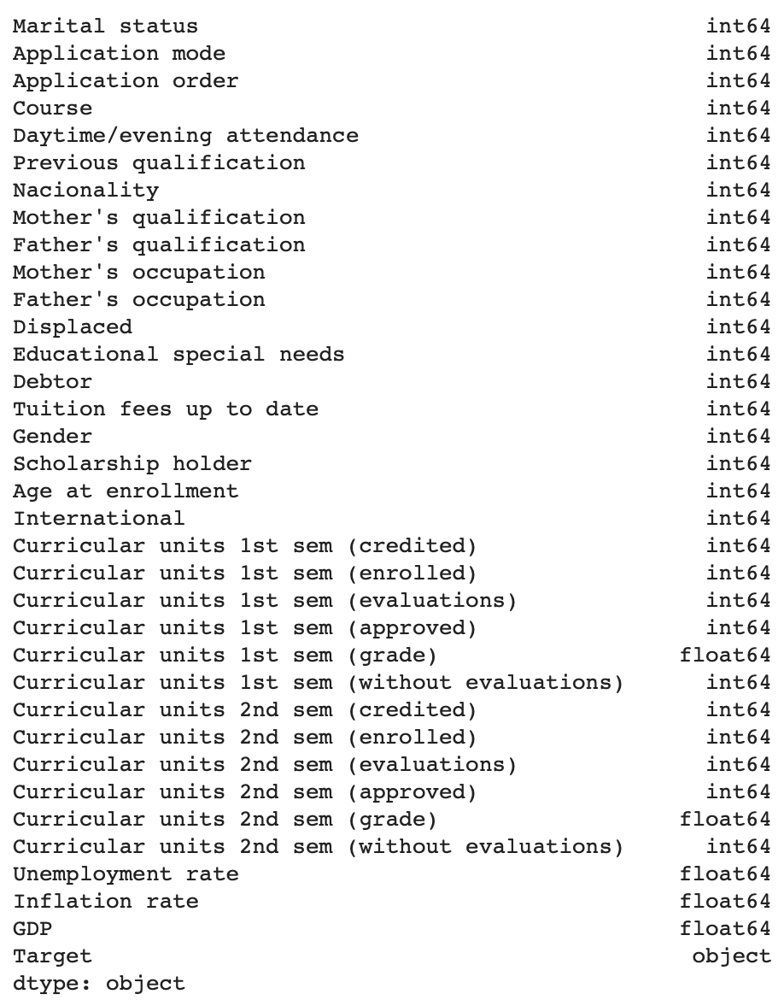 Marital status int64
Application mode int64
Application order int64
Course int64
Daytime/evening attendance int64
Previous qualification int64
Nacionality int64
Mother's qualification int64
Father's qualification int64
Mother's occupation int64
Father's occupation int64
Displaced int64
Educational special needs int64
Debtor int64
Tuition fees up to date int64
Gender int64
Scholarship holder int64
Age at enrollment int64
International int64
Curricular units 1st sem (credited) int64
Curricular units 1st sem (enrolled) int64
Curricular units 1st sem (evaluations) int64
Curricular units 1st sem (approved) int64
Curricular units 1st sem (grade) float64
Curricular units 1st sem (without evaluations) int64
Curricular units 2nd sem (credited) int64
Curricular units 2nd sem (enrolled) int64
Curricular units 2nd sem (evaluations) int64
Curricular units 2nd sem (approved) int64
Curricular units 2nd sem (grade) float64
Curricular units 2nd sem (without evaluations) int64
Unemployment rate float64
Inflation rate float64
GDP float64
Target object
dtype: object